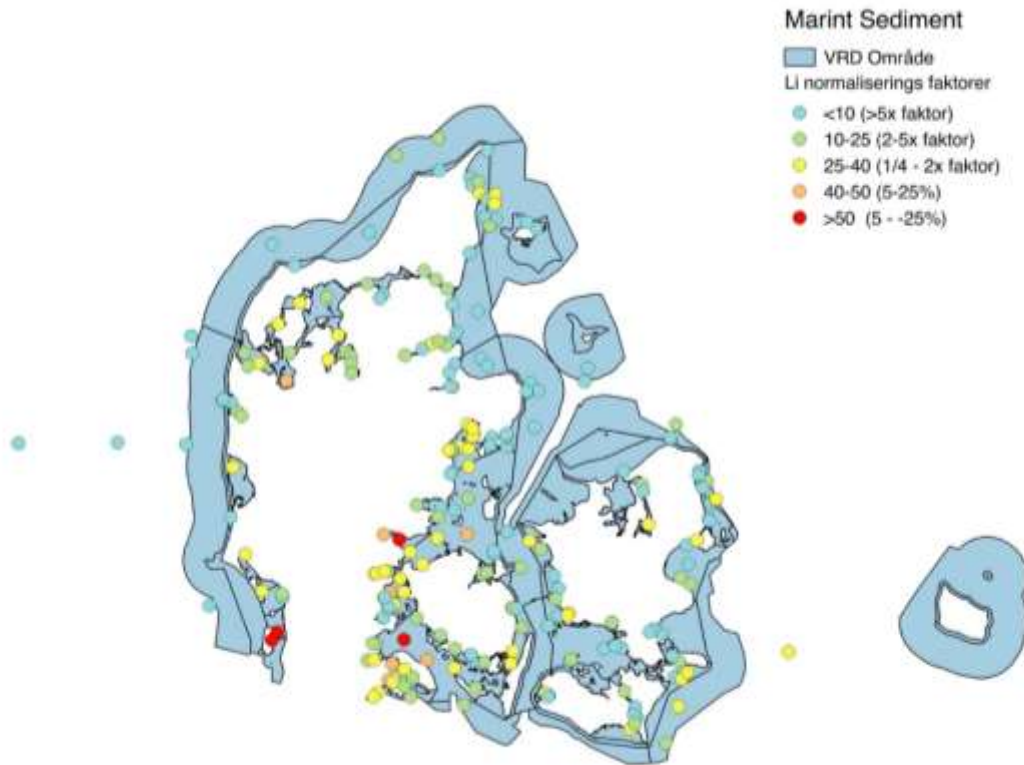 Marint Sediment
VRD Område
Li normaliserings faktorer
<10 (>5x faktor)
10-25 (2-5x faktor)
25-40 (1/4 - 2x faktor)
40-50 (5-25%)
>50 (5 - -25%)